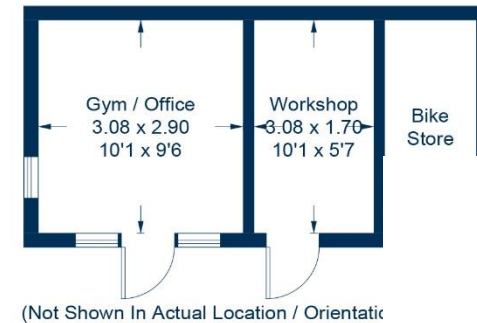 Gym / Office
3.08 x 2.90
10'1 x 9'6
Workshop
3.08 x 1.70
10'1 x 5'7
Bike
Store
(Not Shown In Actual Location / Orientatic